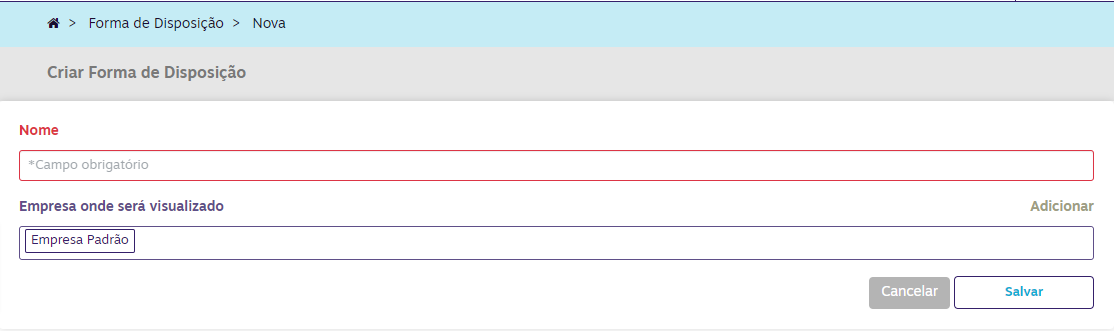 > Forma de Disposição > Nova
Criar Forma de Disposição
Nome
*Campo obrigatório
Empresa onde será visualizado Adicionar
Empresa Padrão
Cancelar Salvar